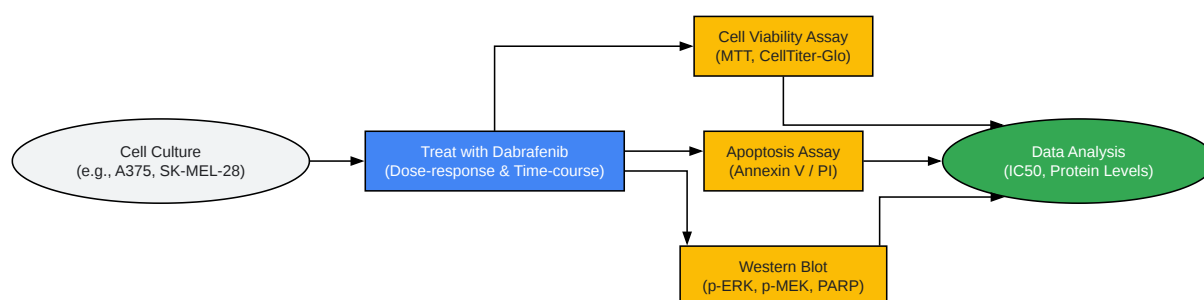 Cell Culture
(e.g., A375, SK-MEL-28)
Treat with Dabrafenib
(Dose-response & Time-course)
Cell Viability Assay
(MTT, CellTiter-Glo)
Apoptosis Assay
(Annexin V / PI)
Western Blot
(p-ERK, p-MEK, PARP)
Data Analysis
(IC50, Protein Levels)